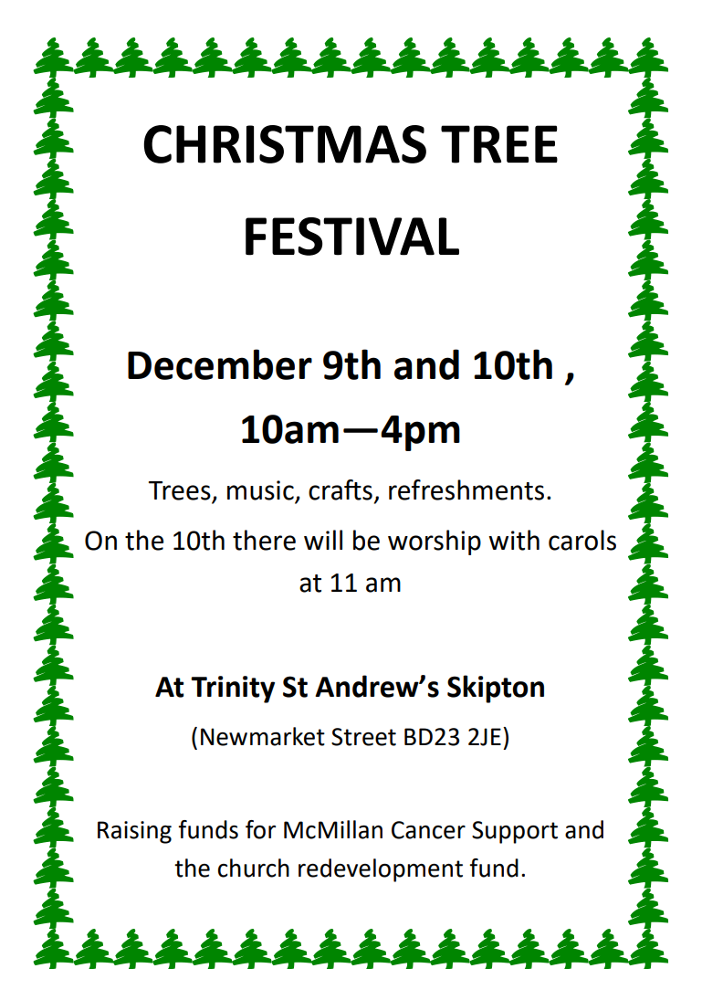 CHRISTMAS TREE
FESTIVAL
December 9th and 10th ,
10am—4pm
Trees, music, crafts, refreshments.
On the 10th there will be worship with carols
at 11 am
At Trinity St Andrew’s Skipton
(Newmarket Street BD23 2JE)
Raising funds for McMillan Cancer Support and
the church redevelopment fund.